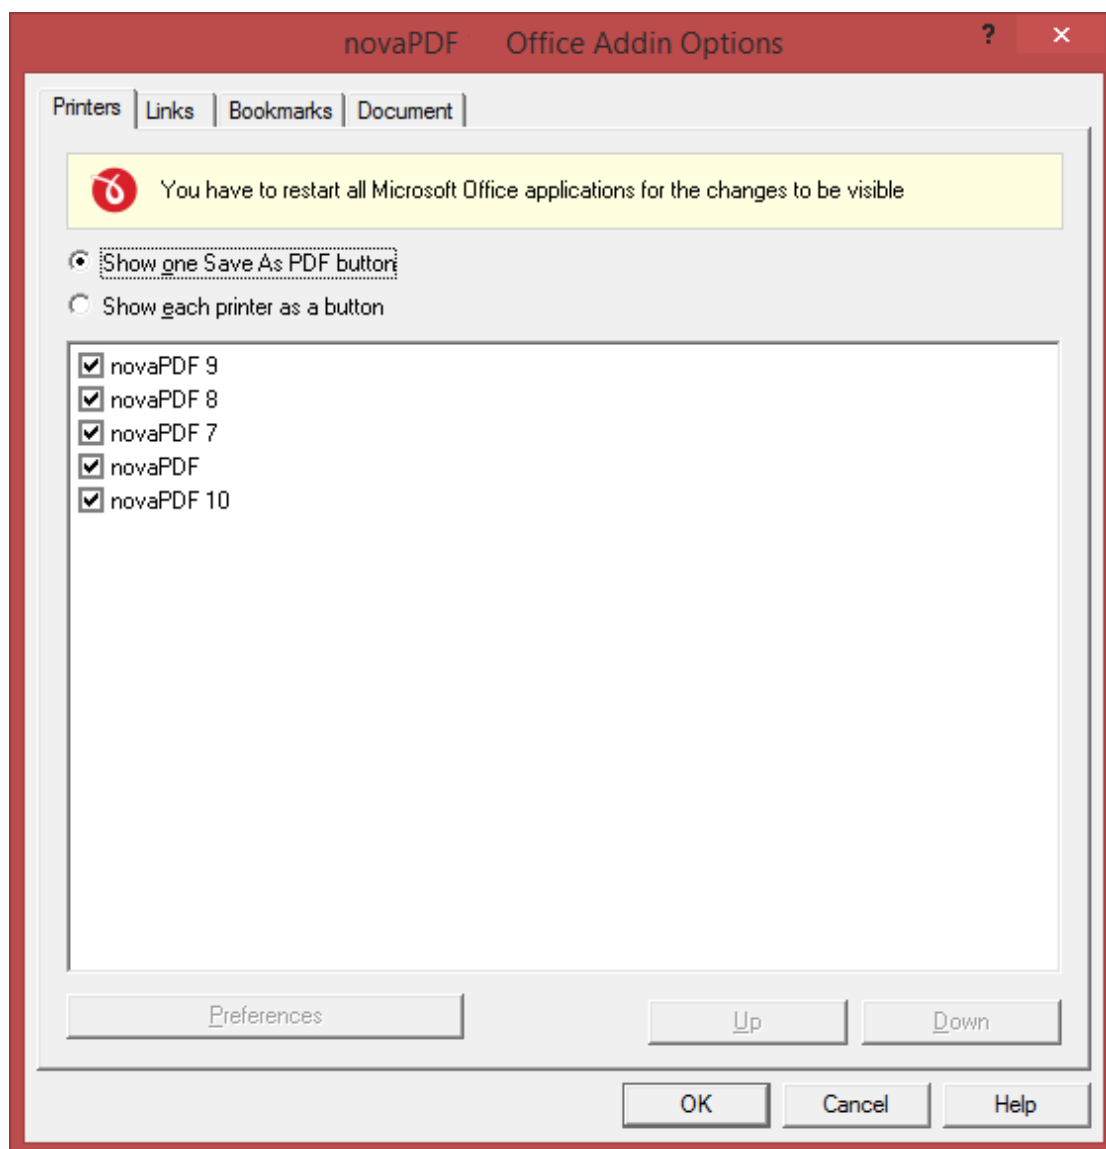 novaPDF Office Addin Options ? ×
Printers Links Bookmarks Document
You have to restart all Microsoft Office applications for the changes to be visible
Show one Save As PDF button
Show each printer as a button
novaPDF 9
novaPDF 8
novaPDF 7
novaPDF
novaPDF 10
Preferences Up Down
OK Cancel Help